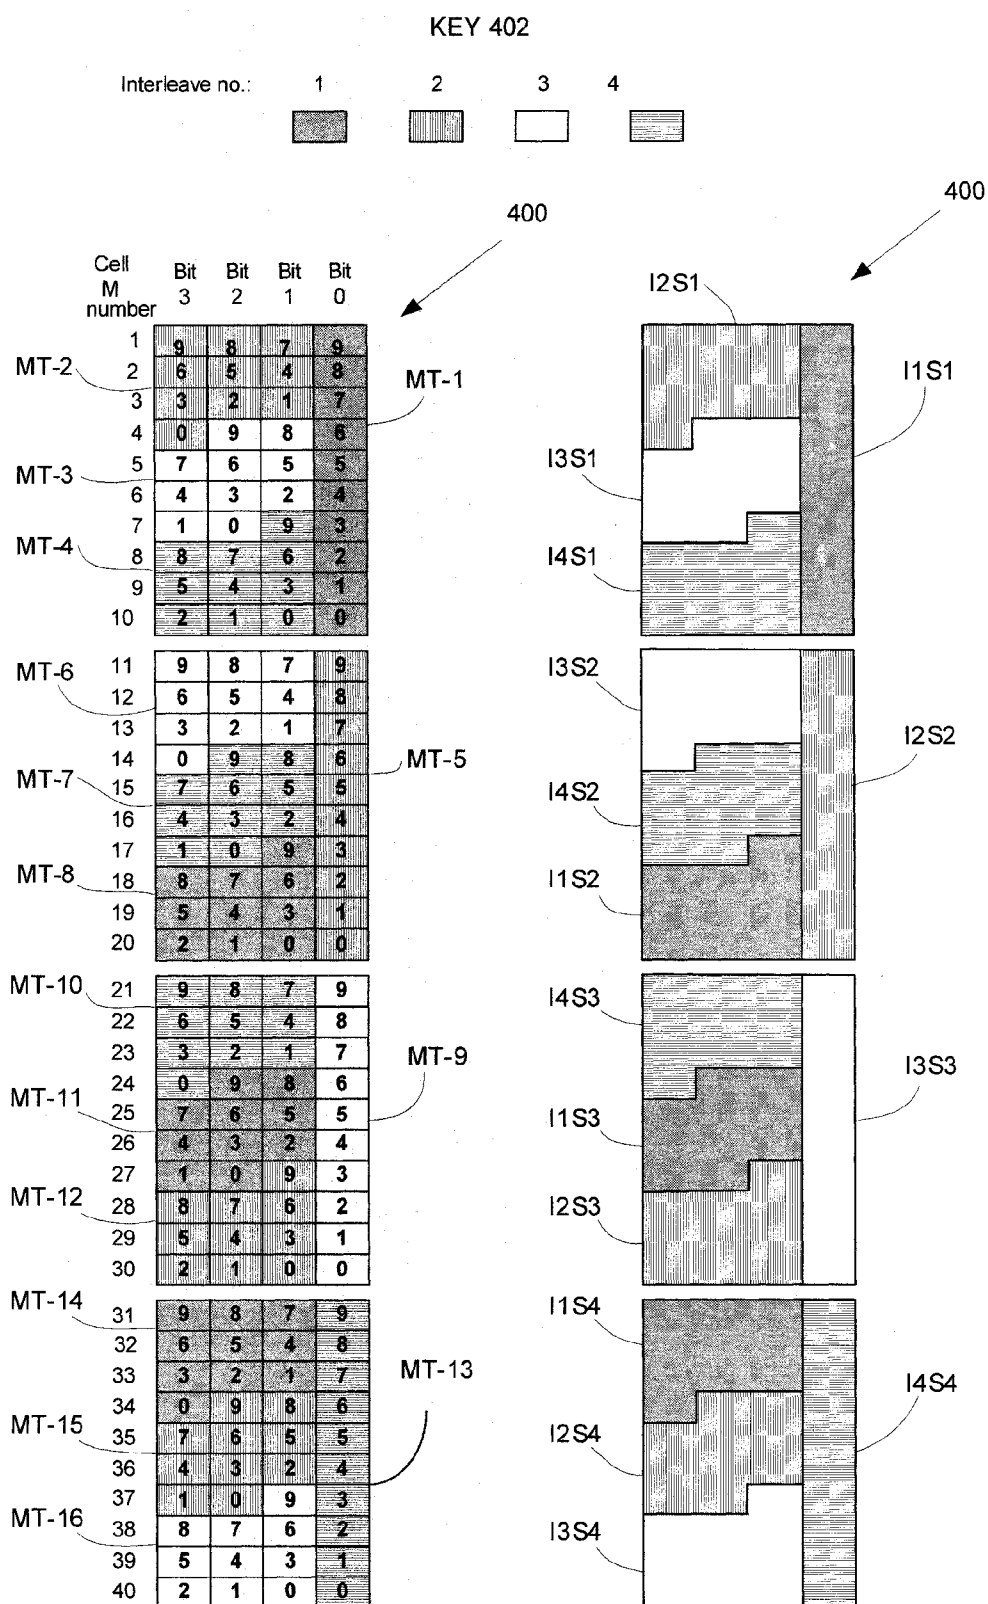 KEY 402
Interleave no.: 1 2 3 4
400
400
Cell M number Bit 3 Bit 2 Bit 1 Bit 0
I2S1
1 9 8 7 9
MT-2 2 6 5 4 8 MT-1 I1S1
3 3 2 1 7
4 0 9 8 6
MT-3 5 7 6 5 5 I3S1
6 4 3 2 4
7 1 0 9 3
MT-4 8 8 7 6 2 I4S1
9 5 4 3 1
10 2 1 0 0
MT-6 11 9 8 7 9 I3S2
12 6 5 4 8
13 3 2 1 7 I2S2
14 0 9 8 6 MT-5
MT-7 15 7 6 5 5 I4S2
16 4 3 2 4
17 1 0 9 3
MT-8 18 8 7 6 2 I1S2
19 5 4 3 1
20 2 1 0 0
MT-10 21 9 8 7 9 I4S3
22 6 5 4 8
23 3 2 1 7 MT-9 I3S3
24 0 9 8 6
MT-11 25 7 6 5 5 I1S3
26 4 3 2 4
27 1 0 9 3
MT-12 28 8 7 6 2 I2S3
29 5 4 3 1
30 2 1 0 0
MT-14 31 9 8 7 9 I1S4
32 6 5 4 8
33 3 2 1 7 MT-13 I4S4
34 0 9 8 6
MT-15 35 7 6 5 5 I2S4
36 4 3 2 4
37 1 0 9 3
MT-16 38 8 7 6 2 I3S4
39 5 4 3 1
40 2 1 0 0